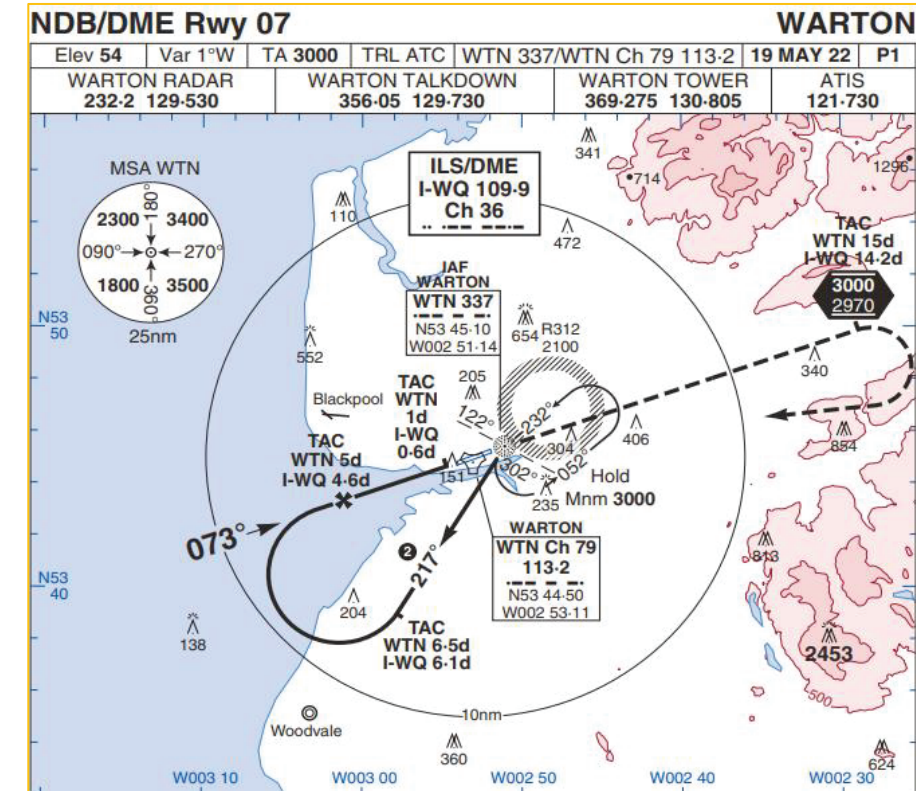 NDB/DME Rwy 07
WARTON
Elev 54
Var 1°W
TA 3000
TRL ATC
WTN 337/WTN Ch 79 113·2
19 MAY 22
P1
WARTON RADAR
232·2 129·530
WARTON TALKDOWN
356·05 129·730
WARTON TOWER
369·275 130·805
ATIS
121·730
MSA WTN
180°
2300
3400
090°
270°
1800
3500
360°
25nm
110
ILS/DME
I-WQ 109·9
Ch 36
341
714
1296
472
TAC
WTN 15d
I-WQ 14·2d
3000
2970
N53
50
IAF
WARTON
WTN 337
N53 45·10
W002 51·14
654
R312
2100
552
340
Blackpool
TAC
WTN
1d
I-WQ
0·6d
205
122°
232°
406
854
TAC
WTN 5d
I-WQ 4·6d
151
304
302°
052°
Hold
Mnm 3000
235
073°
WARTON
WTN Ch 79
113·2
N53 44·50
W002 53·11
813
2
217°
N53
40
204
138
TAC
WTN 6·5d
I-WQ 6·1d
2453
500
10nm
Woodvale
360
624
W003 10
W003 00
W002 50
W002 40
W002 30